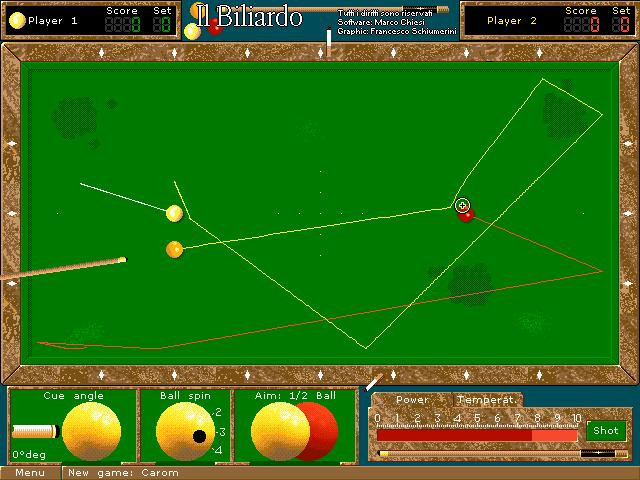 Player 1
Score
Set
0
0
Il Biliardo
Tutti i diritti sono riservati
Software: Marco Chiesi
Graphic: Francesco Schiumerini
Player 2
Score
Set
0
0
Cue angle
0°deg
Ball spin
-2
-3
-4
Aim: 1/2 Ball
Power
Temperat.
0 1 2 3 4 5 6 7 8 9 10
Shot
Menu
New game: Carom